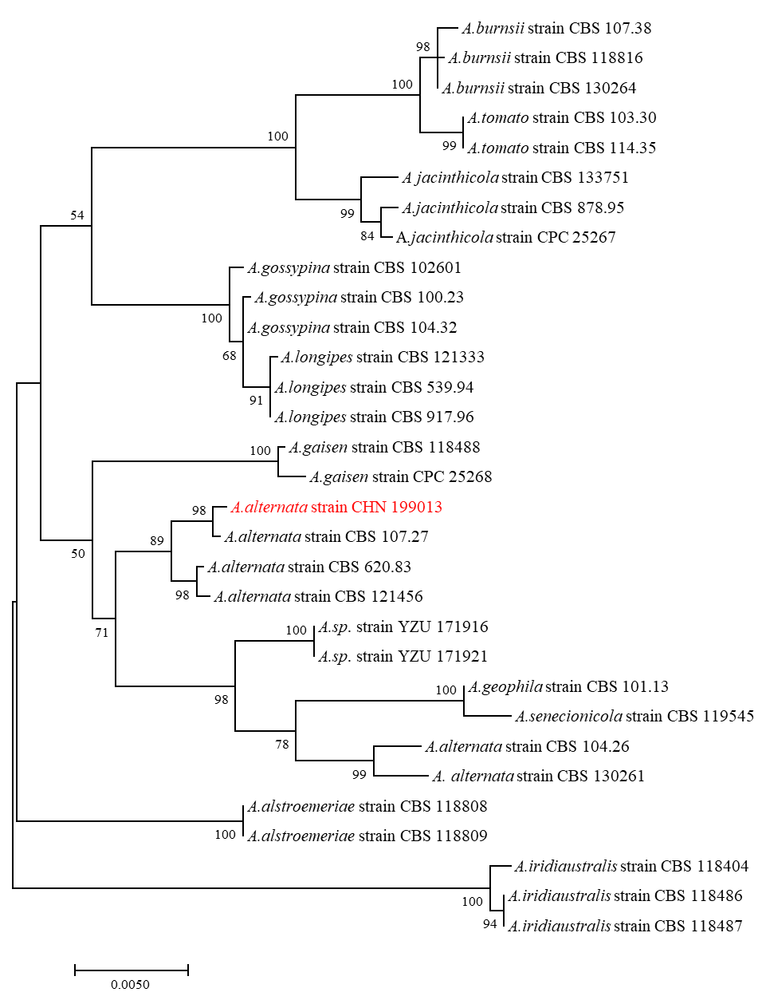 A.burnsii strain CBS 107.38
98
A.burnsii strain CBS 118816
100
A.burnsii strain CBS 130264
A.tomato strain CBS 103.30
100
99
A.tomato strain CBS 114.35
A jacinthicola strain CBS 133751
A.jacinthicola strain CBS 878.95
99
54
84
A.jacinthicola strain CPC 25267
A.gossypina strain CBS 102601
A.gossypina strain CBS 100.23
100
A.gossypina strain CBS 104.32
68
A.longipes strain CBS 121333
A.longipes strain CBS 539.94
91
A.longipes strain CBS 917.96
100
A.gaisen strain CBS 118488
A.gaisen strain CPC 25268
98
A.alternata strain CHN 199013
89
A.alternata strain CBS 107.27
50
A.alternata strain CBS 620.83
98
A.alternata strain CBS 121456
100
A.sp. strain YZU 171916
71
A.sp. strain YZU 171921
100
A.geophila strain CBS 101.13
98
A.senecionicola strain CBS 119545
78
A.alternata strain CBS 104.26
99
A. alternata strain CBS 130261
A.alstroemeriae strain CBS 118808
100
A.alstroemeriae strain CBS 118809
A.iridiaustralis strain CBS 118404
100
A.iridiaustralis strain CBS 118486
94
A.iridiaustralis strain CBS 118487
0.0050